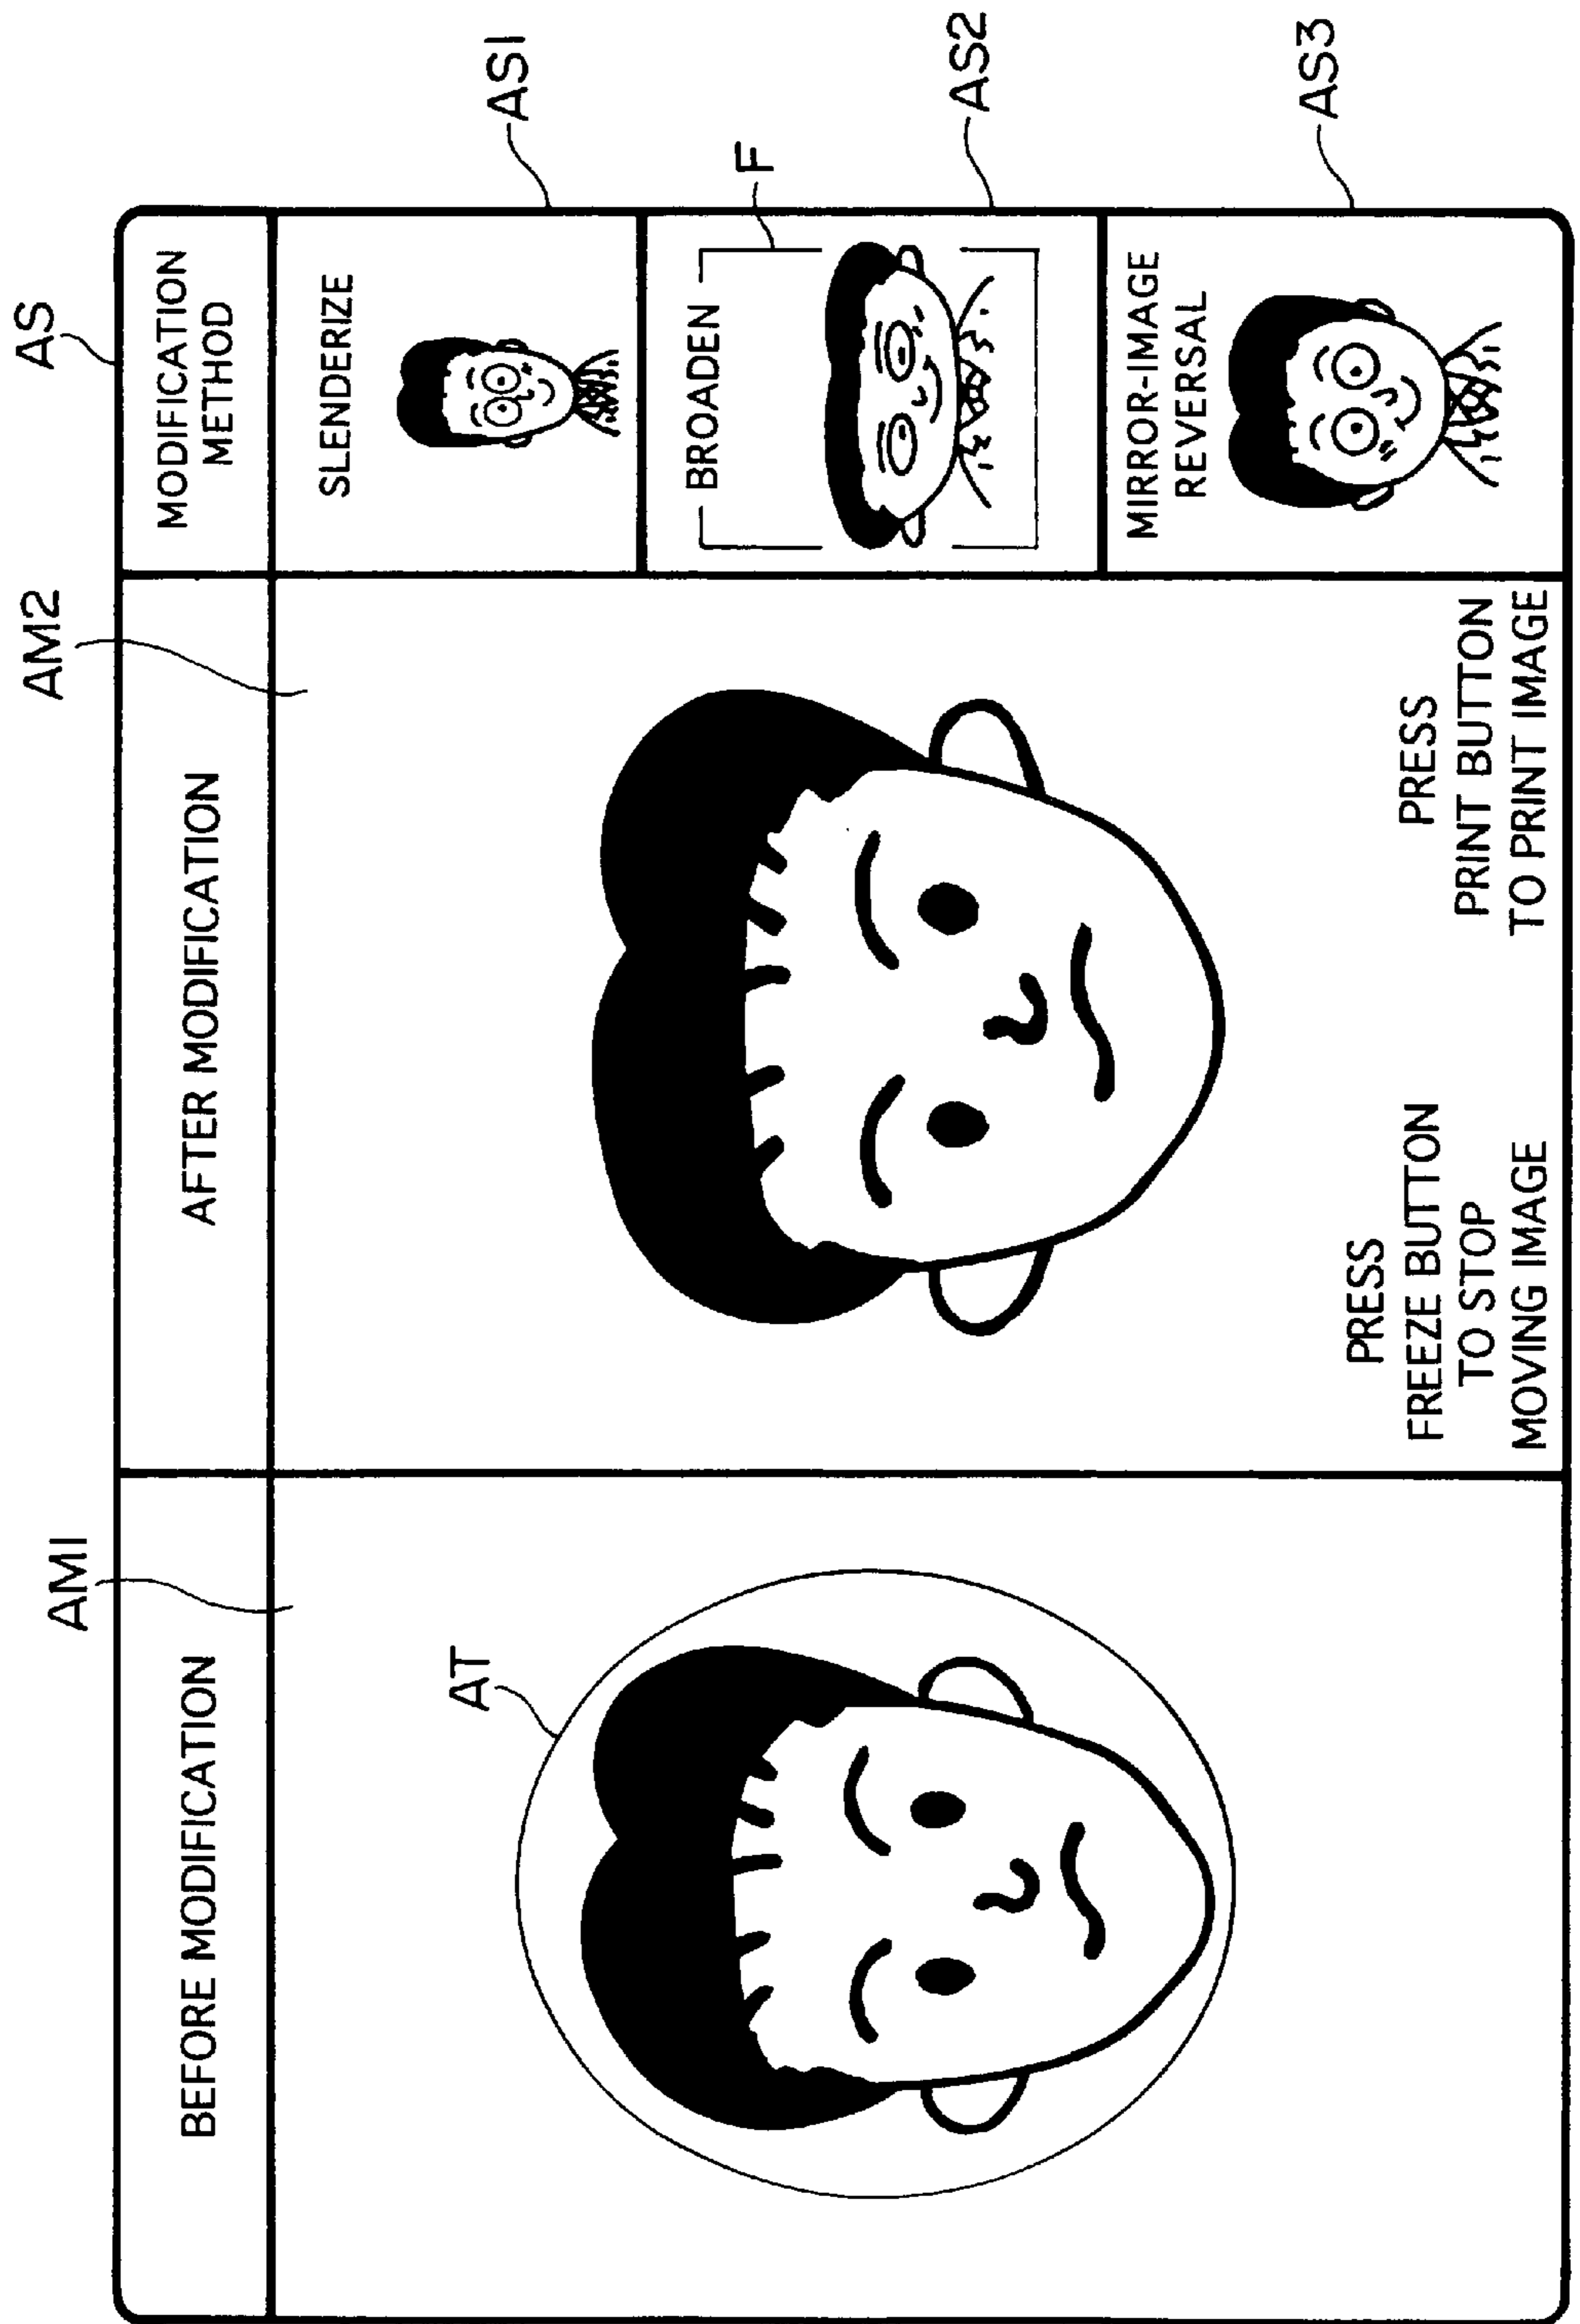 AM1
AM2
AS
BEFORE MODIFICATION
AFTER MODIFICATION
MODIFICATION
METHOD
AT
SLENDERIZE
AS1
F
BROADEN
AS2
MIRROR-IMAGE
REVERSAL
AS3
PRESS
FREEZE BUTTON
TO STOP
MOVING IMAGE
PRESS
PRINT BUTTON
TO PRINT IMAGE